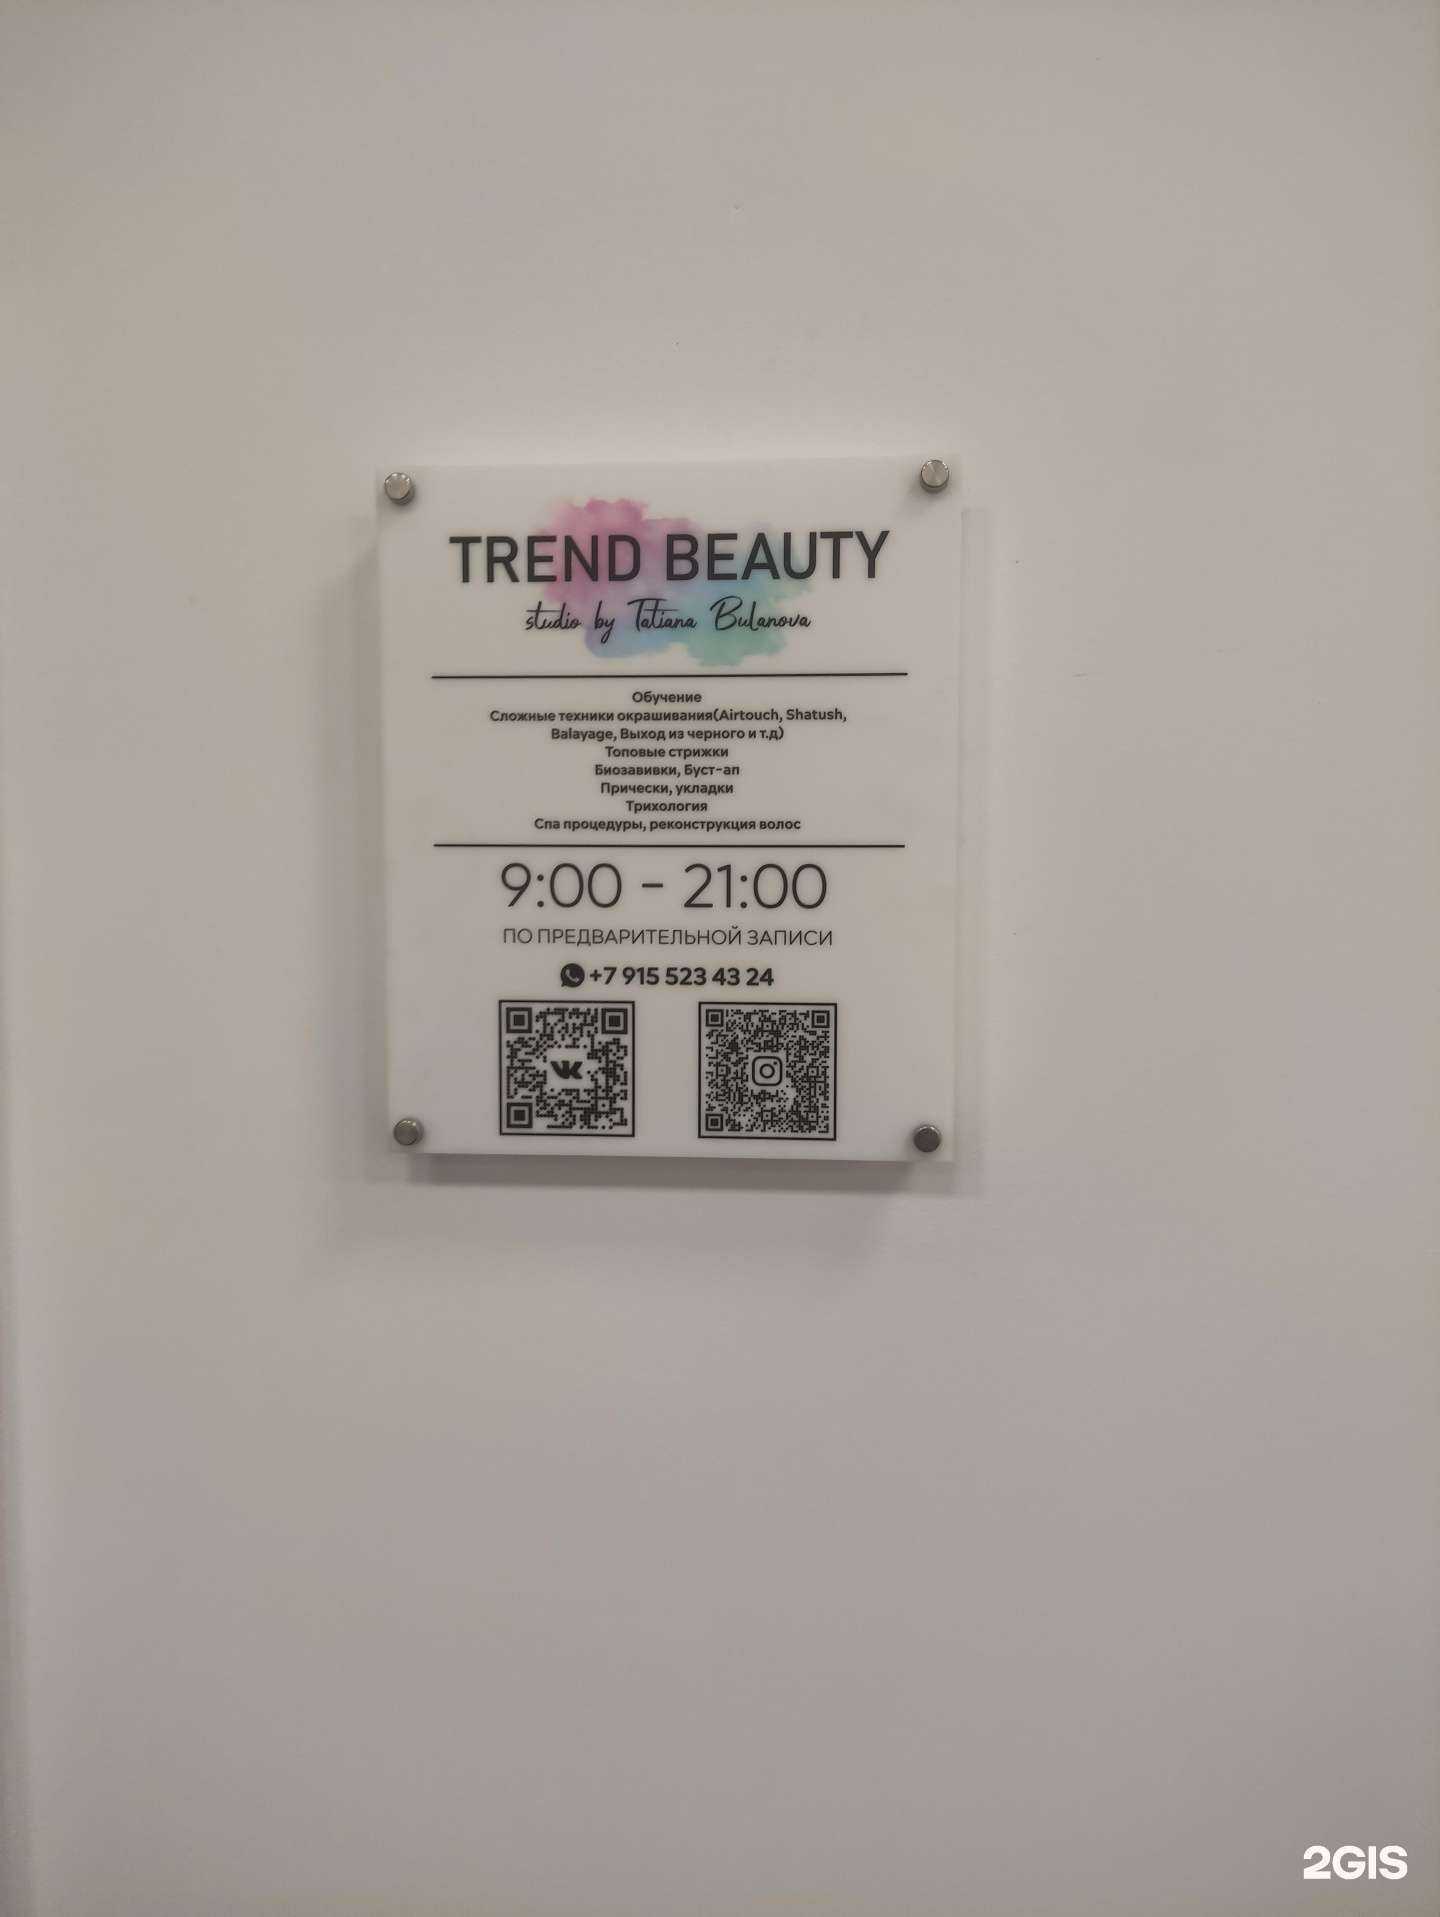 TREND BEAUTY
studio by Tatiana Bulanova
Обучение
Сложные техники окрашивания(Airtouch, Shatush,
Balayage, Выход из черного и т.д)
Топовые стрижки
Биозавивки, Буст-ап
Прически, укладки
Трихология
Спа процедуры, реконструкция волос
9:00 - 21:00
ПО ПРЕДВАРИТЕЛЬНОЙ ЗАПИСИ
+7 915 523 43 24
2GIS